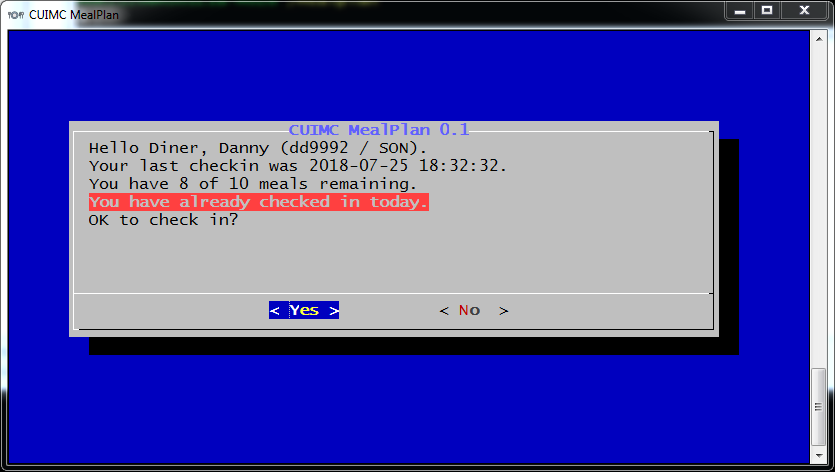 CUIMC MealPlan
CUIMC MealPlan 0.1
Hello Diner, Danny (dd9992 / SON).
Your last checkin was 2018-07-25 18:32:32.
You have 8 of 10 meals remaining.
You have already checked in today.
OK to check in?
< Yes > < No >